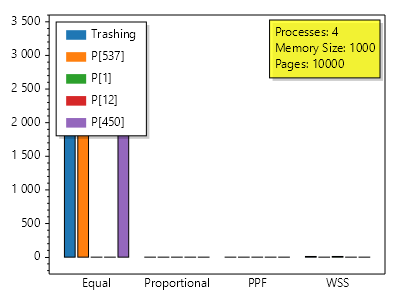 3 500
3 000
2 500
2 000
1 500
1 000
500
0
Trashing
P[537]
P[1]
P[12]
P[450]
Processes: 4
Memory Size: 1000
Pages: 10000
Equal Proportional PPF WSS